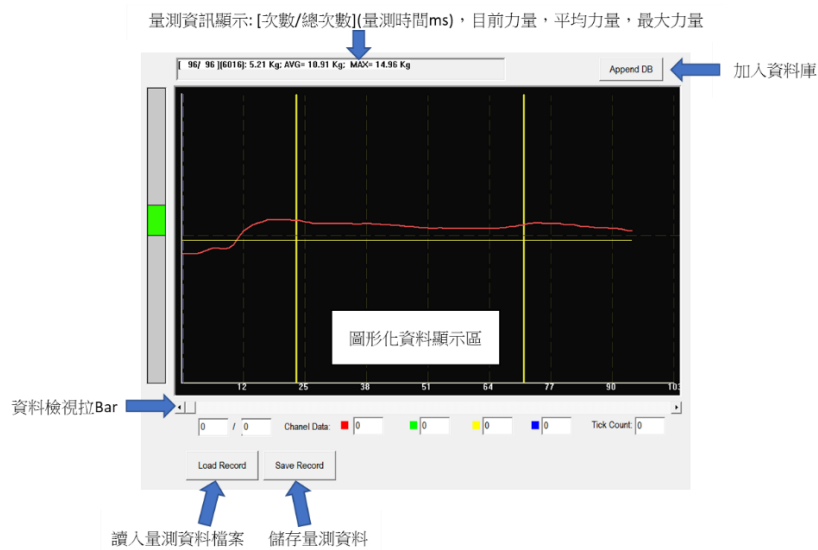 量測資訊顯示: [次數/總次數](量測時間ms)，目前力量，平均力量，最大力量
[ 96/ 96 ](6016): 5.21 Kg; AVG= 10.91 Kg; MAX= 14.96 Kg
Append DB
加入資料庫
圖形化資料顯示區
12 25 38 51 64 77 90 103
資料檢視拉Bar
0 / 0 Chanel Data: 0 0 0 0 Tick Count: 0
Load Record Save Record
讀入量測資料檔案 儲存量測資料